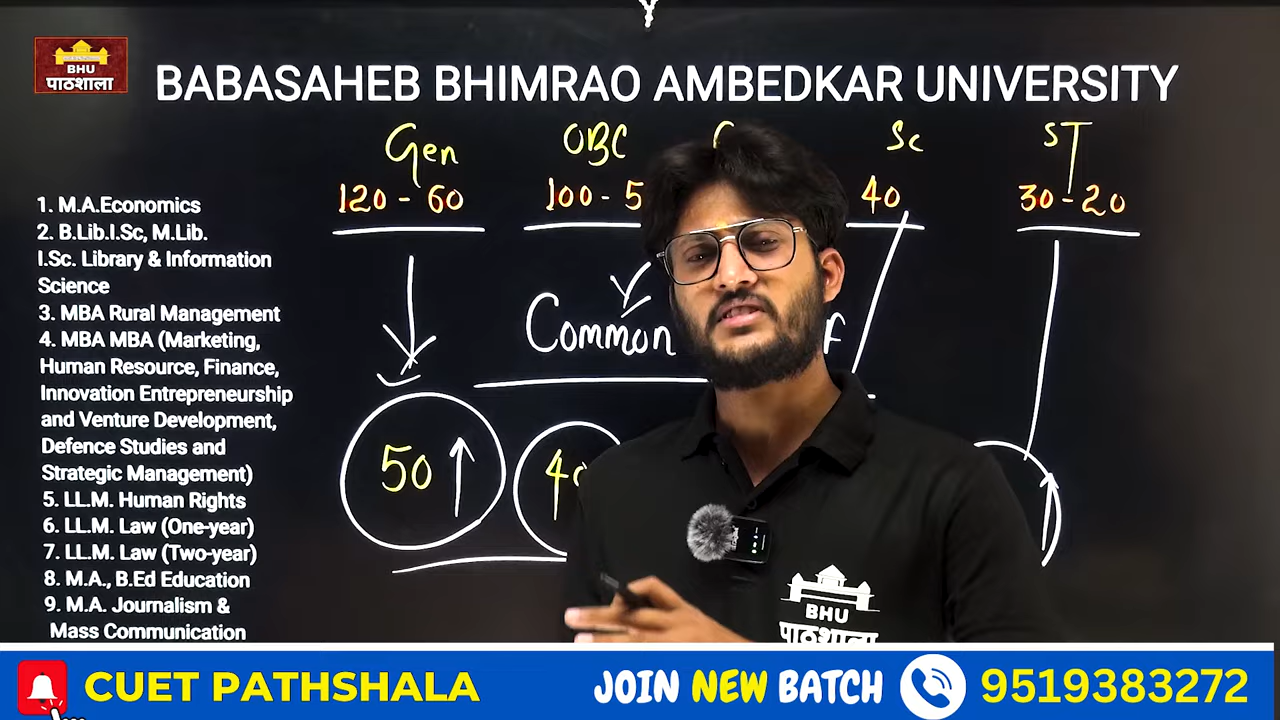 BHU
पाठशाला
BABASAHEB BHIMRAO AMBEDKAR UNIVERSITY
Gen OBC Sc ST
120 - 60 100 - 5 40 30 - 20
1. M.A.Economics
2. B.Lib.I.Sc, M.Lib.
I.Sc. Library & Information
Science
3. MBA Rural Management
4. MBA MBA (Marketing,
Human Resource, Finance,
Innovation Entrepreneurship
and Venture Development,
Defence Studies and
Strategic Management)
5. LL.M. Human Rights
6. LL.M. Law (One-year)
7. LL.M. Law (Two-year)
8. M.A., B.Ed Education
9. M.A. Journalism &
Mass Communication
Common
50
BHU
पाठशाला
CUET PATHSHALA JOIN NEW BATCH 9519383272